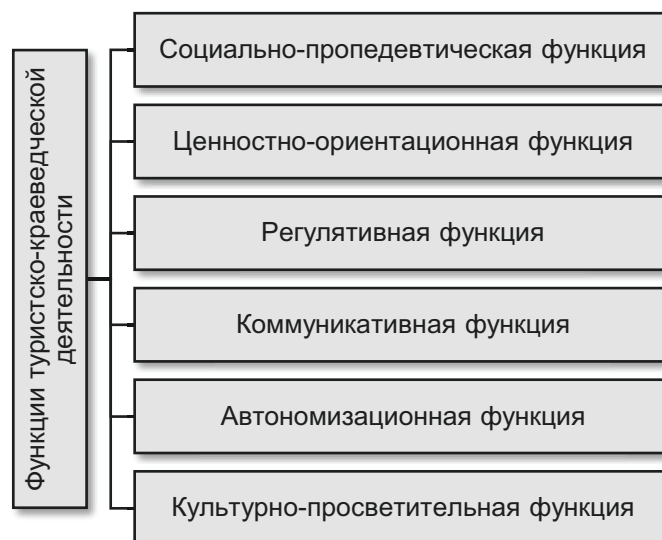 Функции туристско-краеведческой
деятельности
Социально-пропедевтическая функция
Ценностно-ориентационная функция
Регулятивная функция
Коммуникативная функция
Автономизационная функция
Культурно-просветительная функция